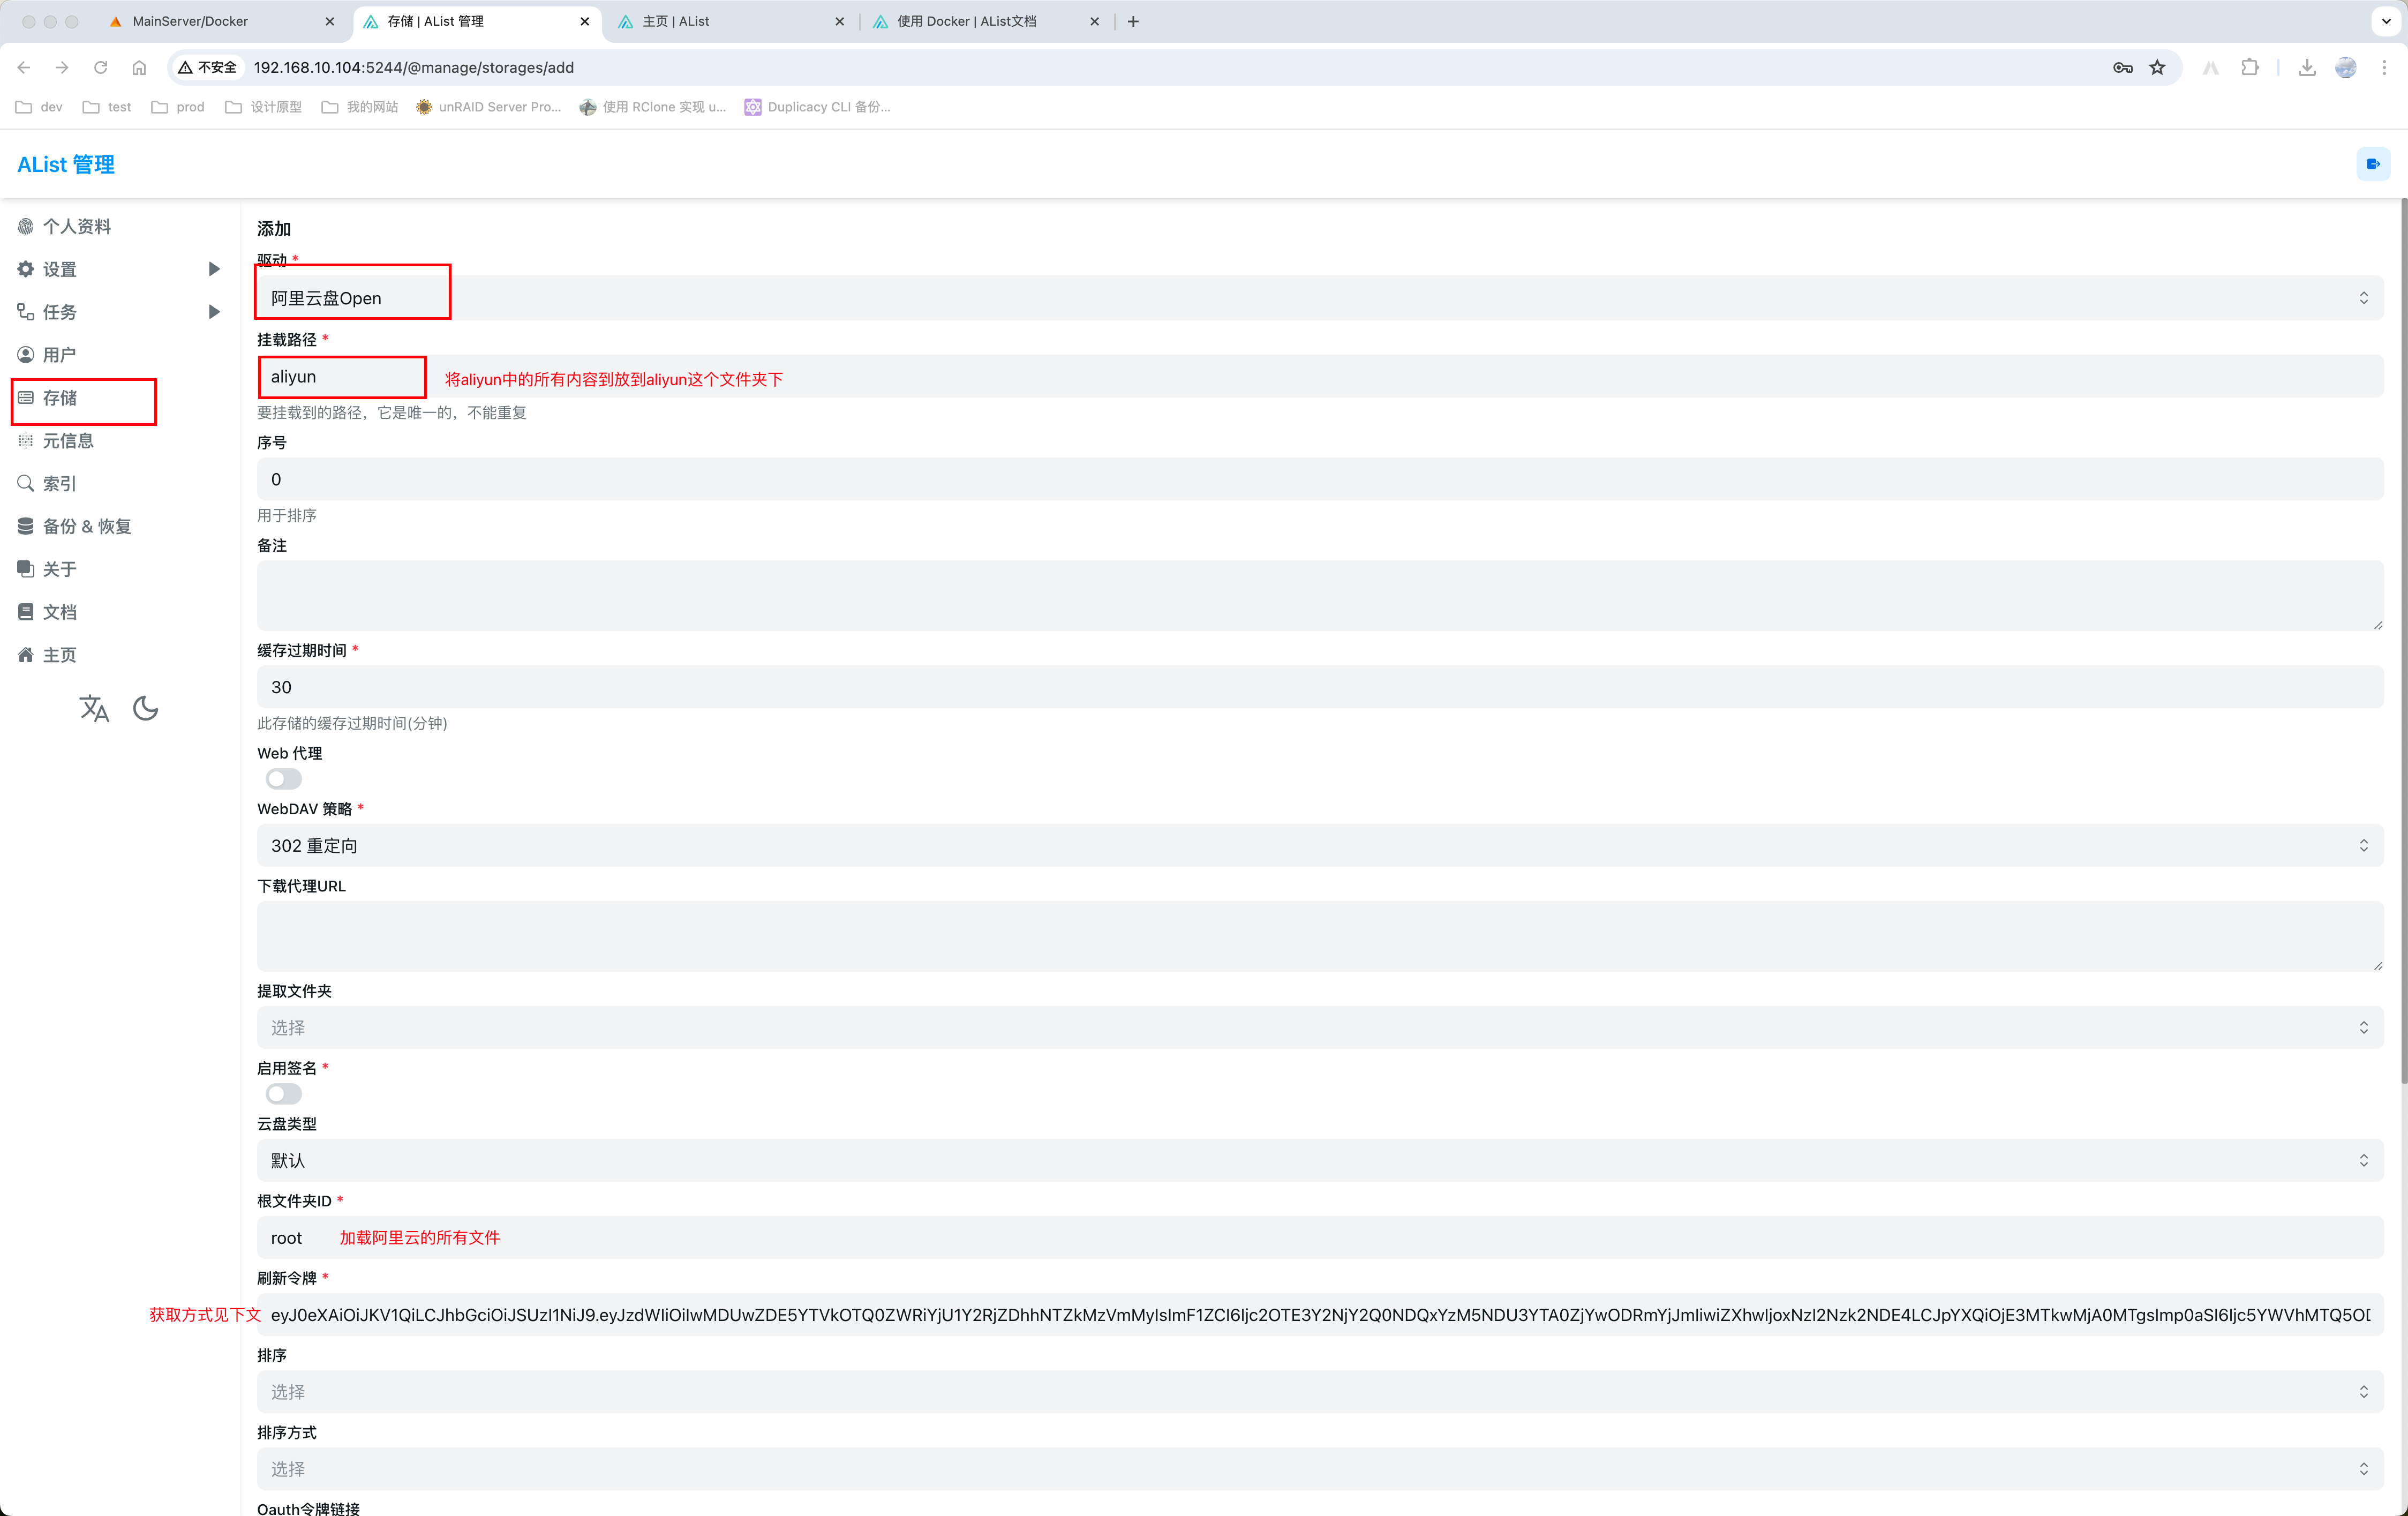 MainServer/Docker
存储 | AList 管理
主页 | AList
使用 Docker | AList文档
不安全
192.168.10.104:5244/@manage/storages/add
dev
test
prod
设计原型
我的网站
unRAID Server Pro...
使用 RClone 实现 u...
Duplicacy CLI 备份...
AList 管理
个人资料
设置
任务
用户
存储
元信息
索引
备份 & 恢复
关于
文档
主页
添加
驱动 *
阿里云盘Open
挂载路径 *
aliyun
将aliyun中的所有内容到放到aliyun这个文件夹下
要挂载到的路径，它是唯一的，不能重复
序号
0
用于排序
备注
缓存过期时间 *
30
此存储的缓存过期时间(分钟)
Web 代理
WebDAV 策略 *
302 重定向
下载代理URL
提取文件夹
选择
启用签名 *
云盘类型
默认
根文件夹ID *
root
加载阿里云的所有文件
刷新令牌 *
获取方式见下文
排序
选择
排序方式
选择
Oauth令牌链接